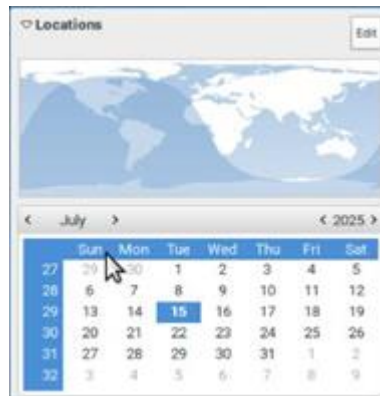 Locations
Edit
< July > < 2025 >
Sun Mon Tue Wed Thu Fri Sat
27 29 30 1 2 3 4 5
28 6 7 8 9 10 11 12
29 13 14 15 16 17 18 19
30 20 21 22 23 24 25 26
31 27 28 29 30 31 1 2
32 3 4 5 6 7 8 9